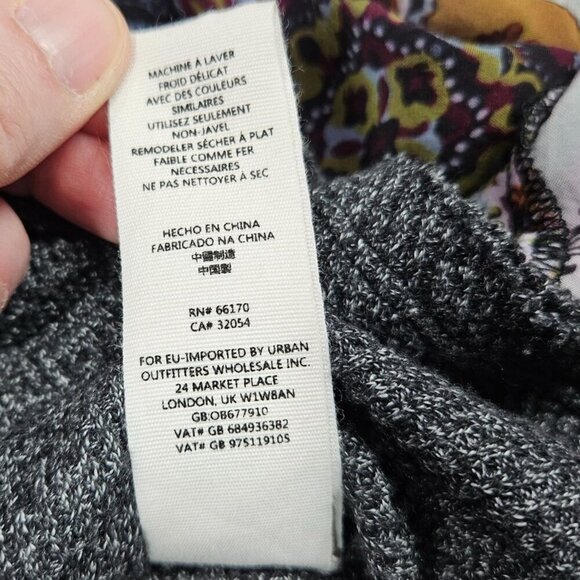 MACHINE À LAVER
FROID DÉLICAT
AVEC DES COULEURS
SIMILAIRES
UTILISEZ SEULEMENT
NON-JAVEL
REMODELER SÈCHER À PLAT
FAIBLE COMME FER
NÉCESSAIRES
NE PAS NETTOYER À SEC
HECHO EN CHINA
FABRICADO NA CHINA
中國制造
中国製
RN# 66170
CA# 32054
FOR EU-IMPORTED BY URBAN
OUTFITTERS WHOLESALE INC.
24 MARKET PLACE
LONDON, UK W1W8AN
GB:OB677910
VAT# GB 684936382
VAT# GB 975119105